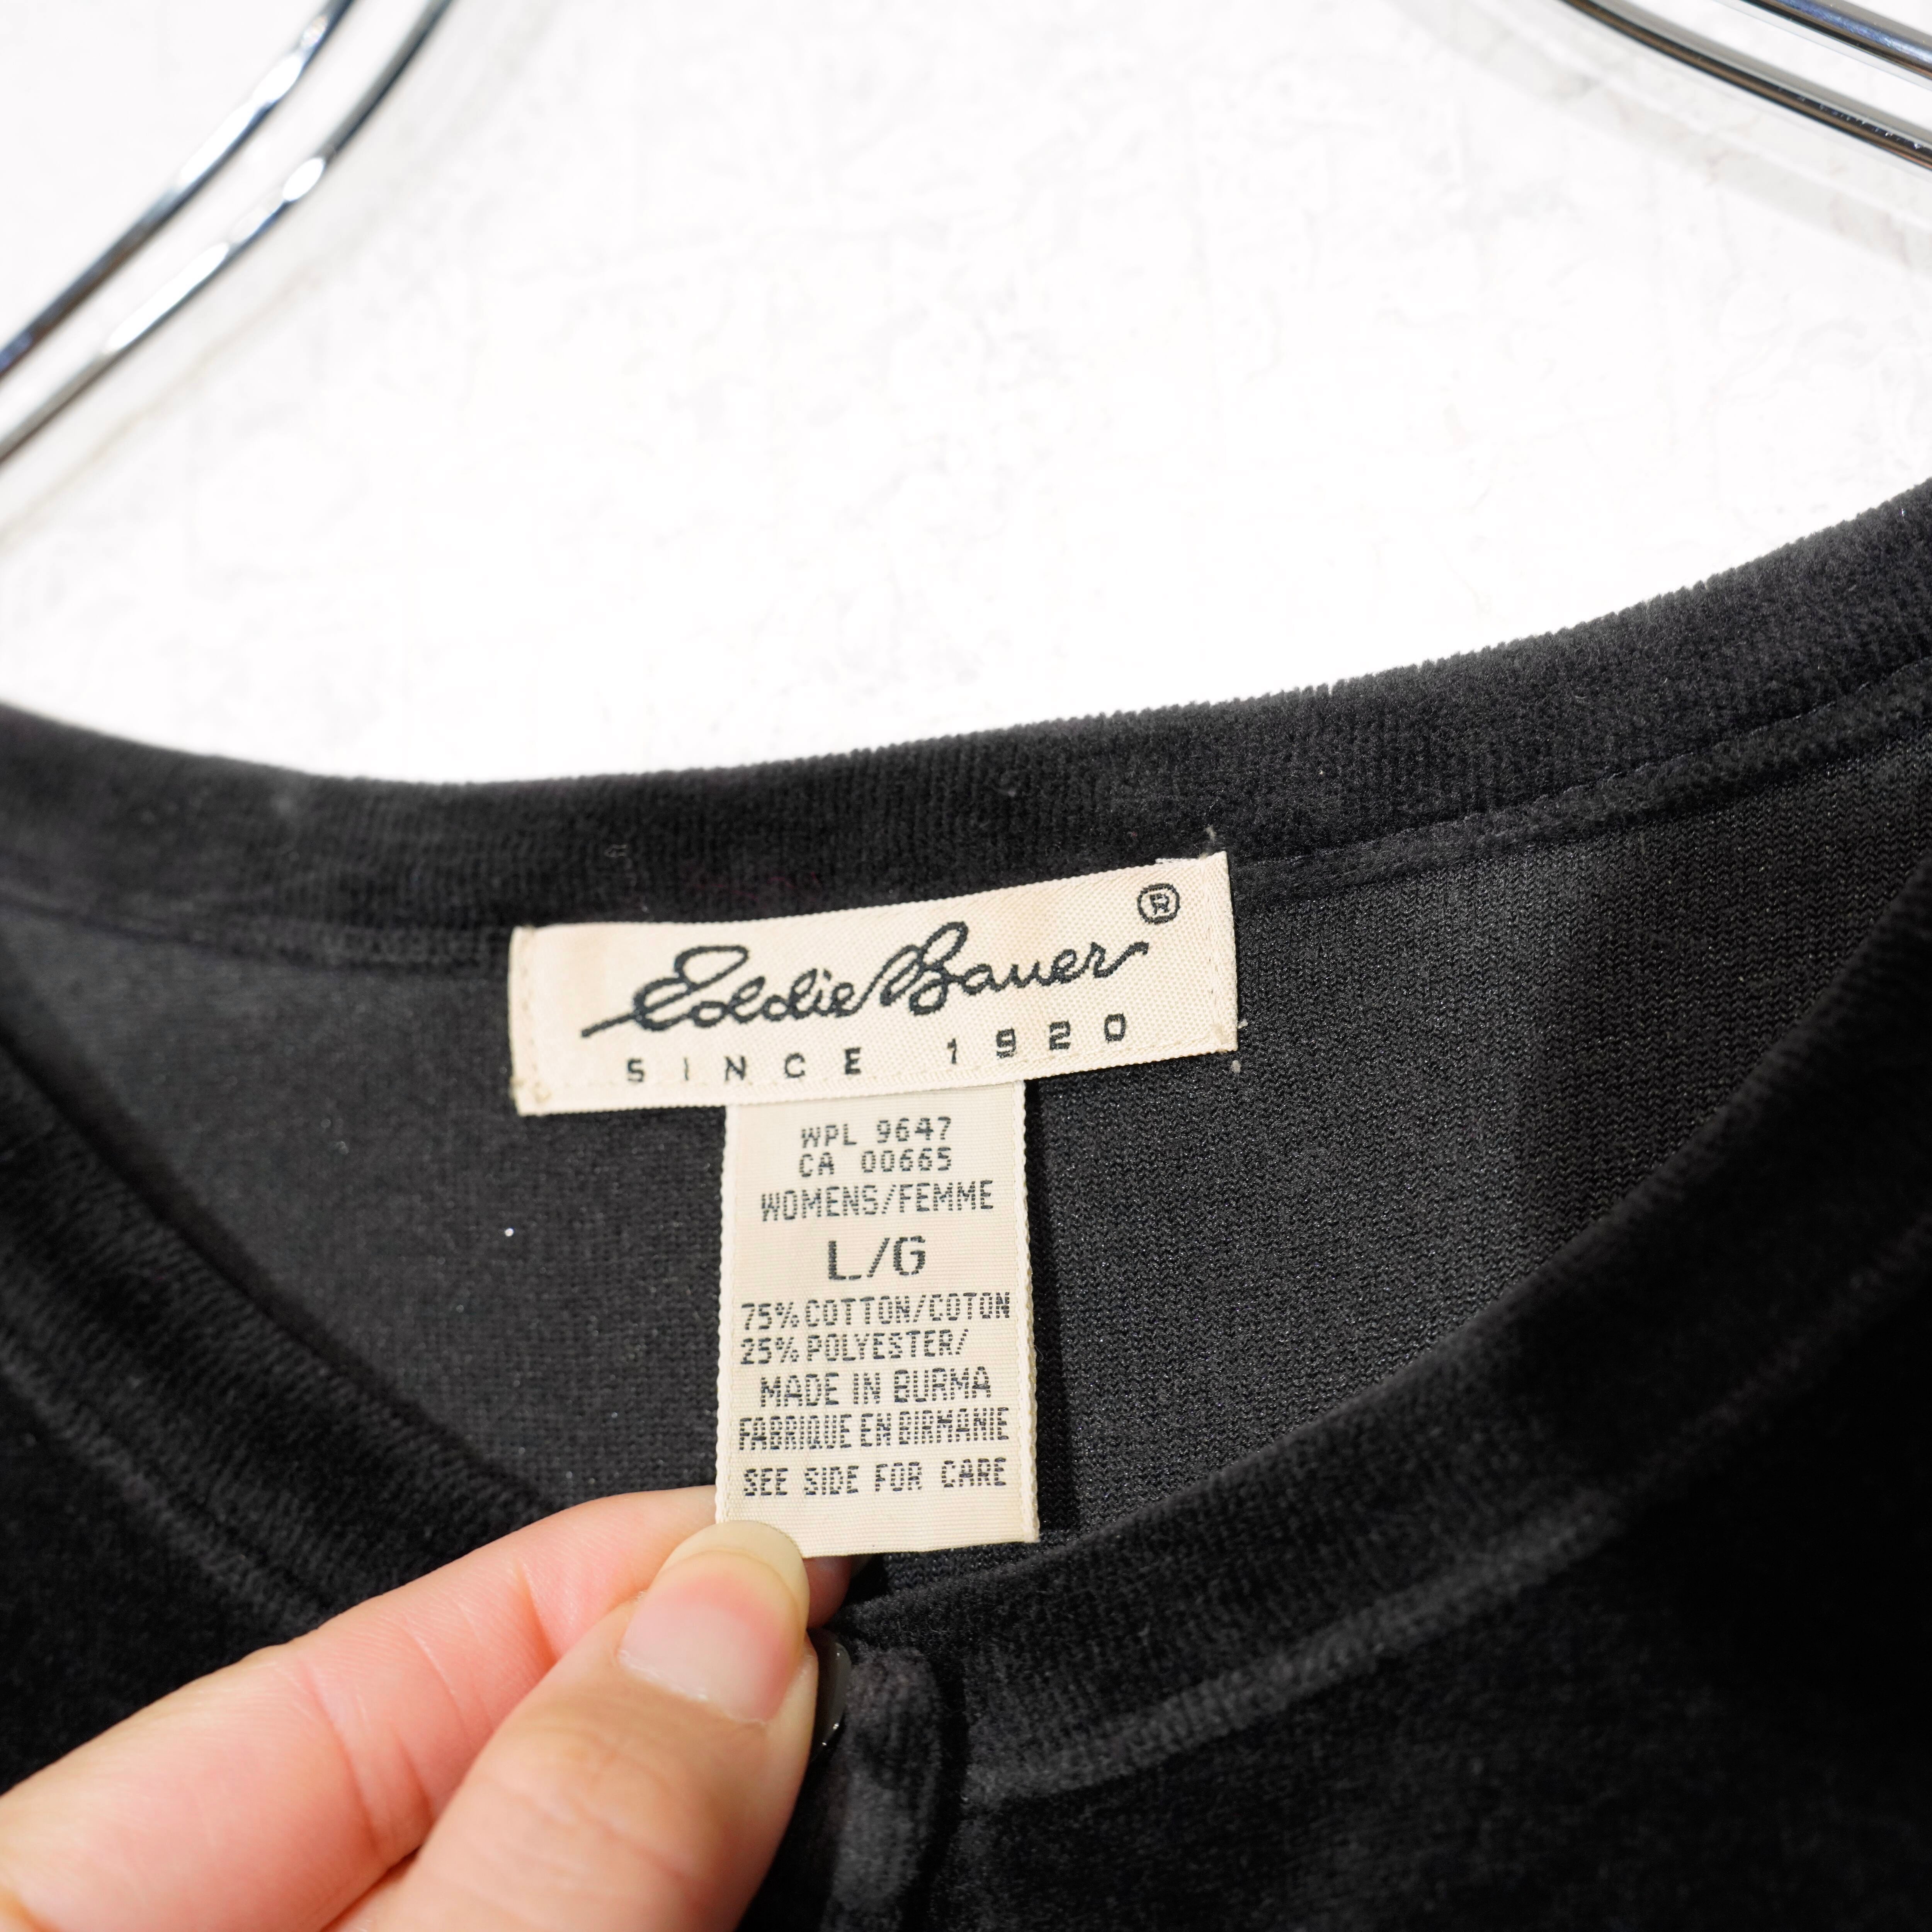 Eddie Bauer®
SINCE 1920
WPL 9647
CA 00665
WOMENS/FEMME
L/G
75% COTTON/COTON
25% POLYESTER/
MADE IN BURMA
FABRIQUE EN BIRMANIE
SEE SIDE FOR CARE